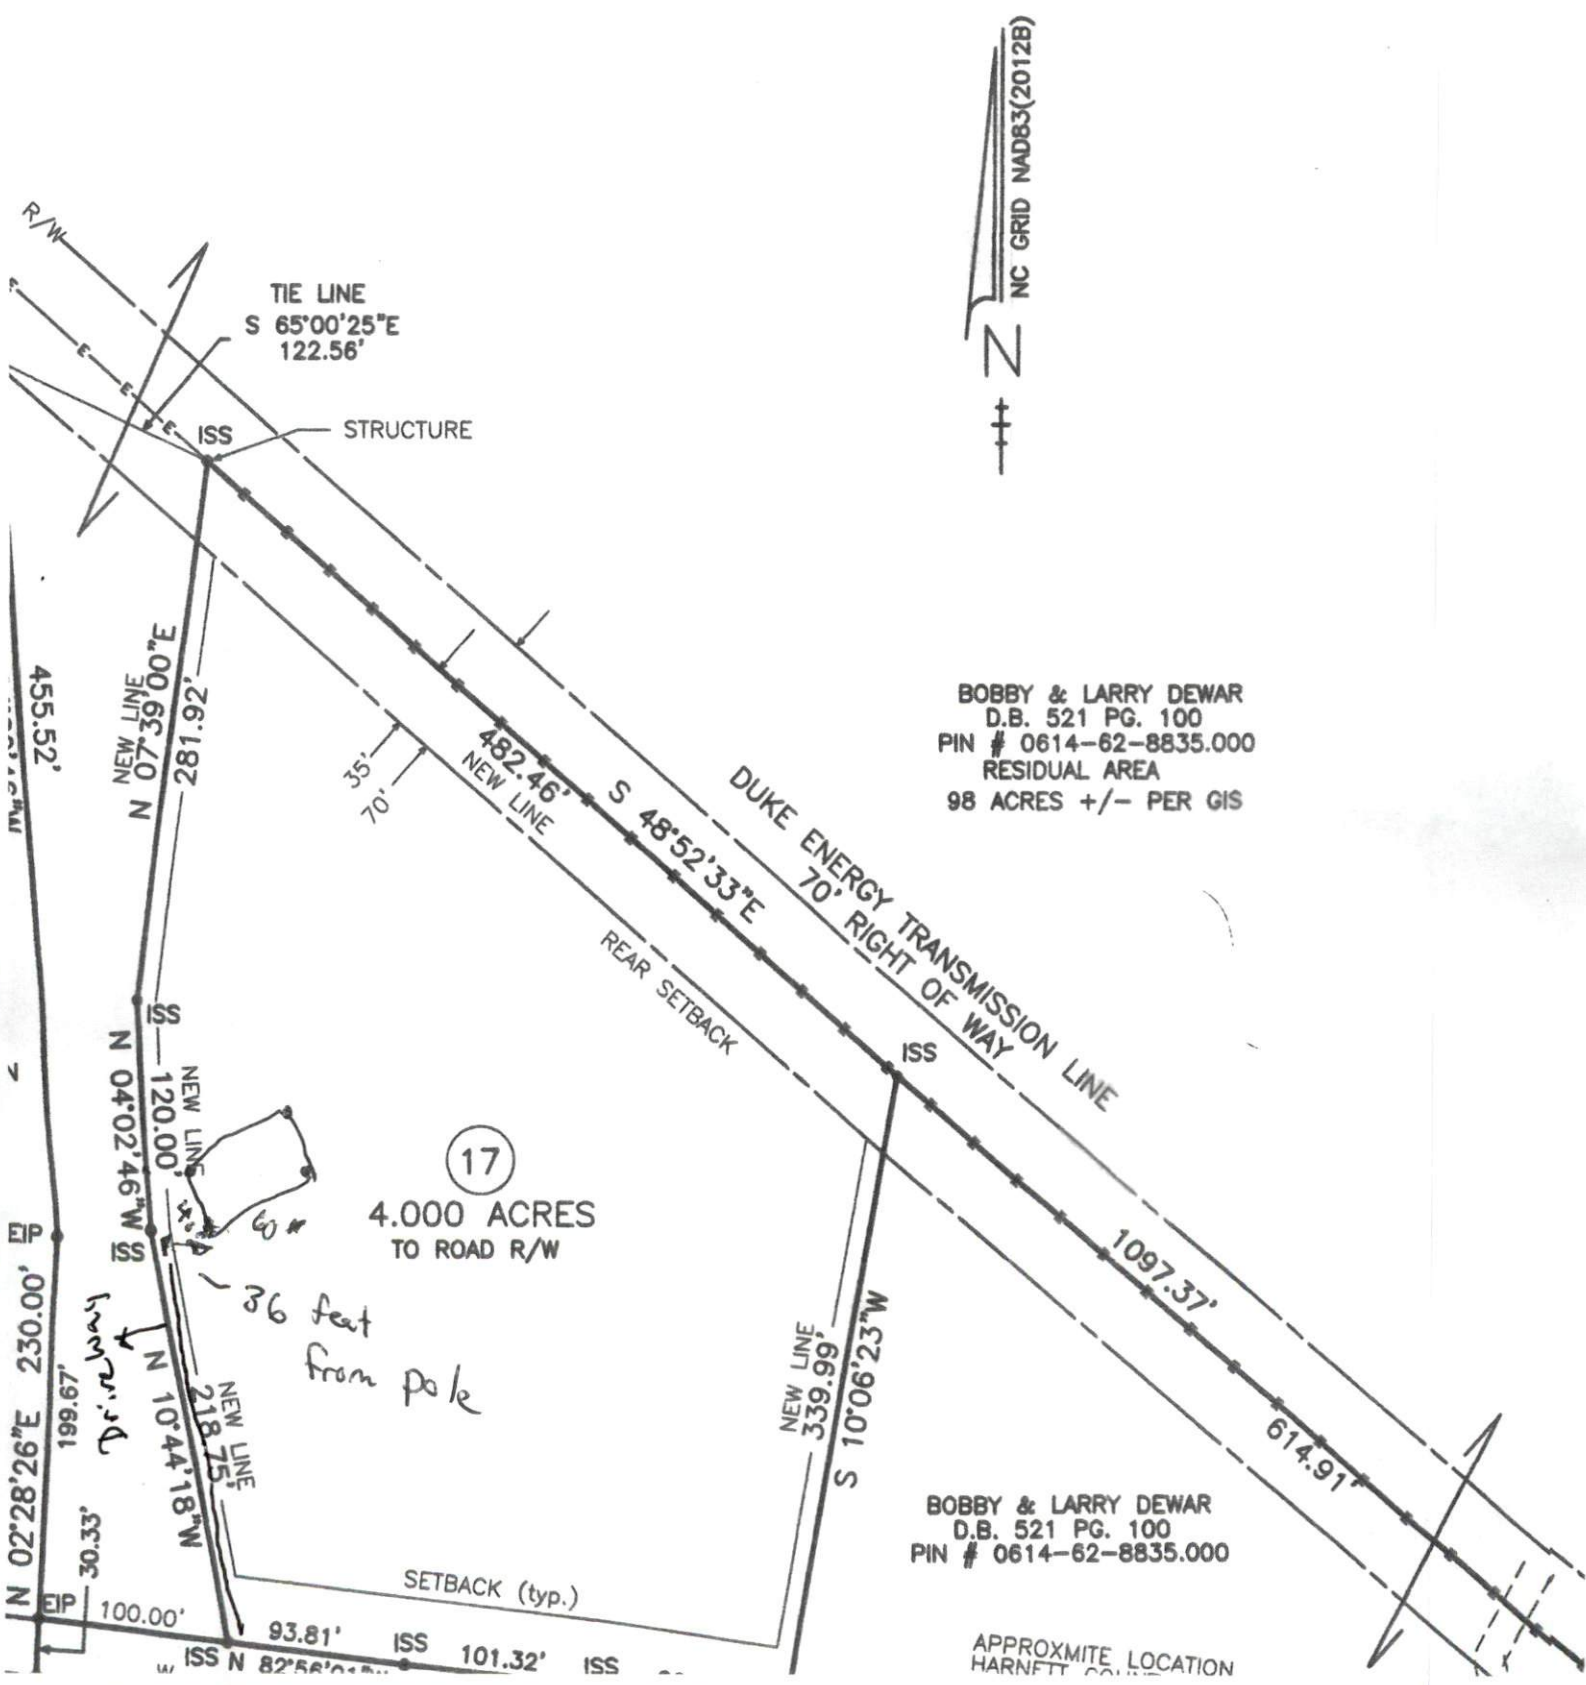 NC GRID NAD83(2012B)
N
R/W
TIE LINE
S 65°00'25"E
122.56'
E
E
E
ISS
STRUCTURE
455.52'
NEW LINE
N 07°39'00"E
281.92'
35'
70'
482.46'
NEW LINE
S 48°52'33"E
BOBBY & LARRY DEWAR
D.B. 521 PG. 100
PIN # 0614-62-8835.000
RESIDUAL AREA
98 ACRES +/- PER GIS
DUKE ENERGY TRANSMISSION LINE
70' RIGHT OF WAY
REAR SETBACK
ISS
ISS
N 04°02'46"W
120.00'
NEW LINE
17
4.000 ACRES
TO ROAD R/W
60
EIP
ISS
36 feet
from pole
Driveway
N 02°28'26"E 230.00'
199.67'
30.33'
N 10°44'18"W
218.75'
NEW LINE
NEW LINE
339.99'
S 10°06'23"W
1097.37'
614.91'
BOBBY & LARRY DEWAR
D.B. 521 PG. 100
PIN # 0614-62-8835.000
SETBACK (typ.)
EIP
100.00'
93.81'
ISS
101.32'
ISS
ISS
N 82°56'01"W
APPROXMITE LOCATION
HARNETT